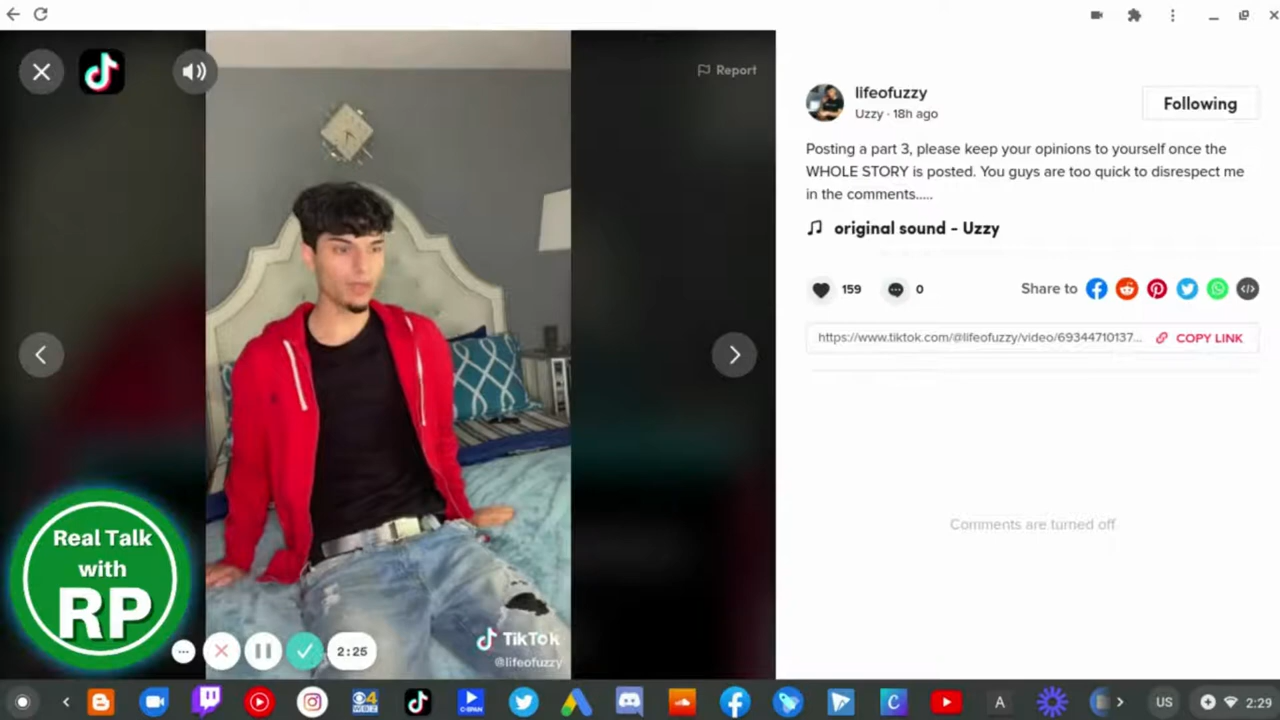 Report
lifeofuzzy
Uzzy · 18h ago
Following
Posting a part 3, please keep your opinions to yourself once the
WHOLE STORY is posted. You guys are too quick to disrespect me
in the comments.....
original sound - Uzzy
159
0
Share to
https://www.tiktok.com/@lifeofuzzy/video/69344710137...
COPY LINK
Comments are turned off
Real Talk
with
RP
2:25
TikTok
@lifeofuzzy
4
WBZ
C-SPAN
C
A
US
2:29